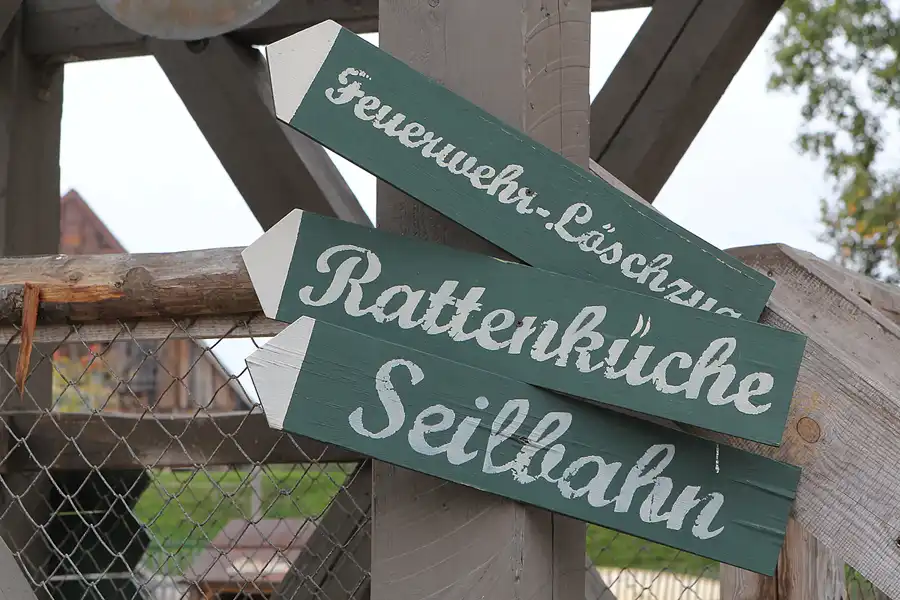 Feuerwehr-Löschzug
Rattenküche
Seilbahn